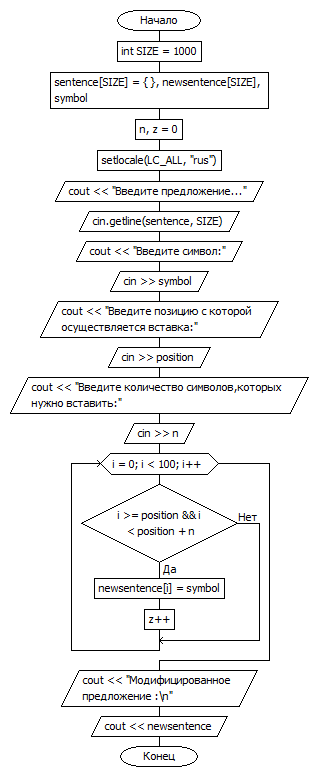 Начало
int SIZE = 1000
sentence[SIZE] = {}, newsentence[SIZE],
symbol
n, z = 0
setlocale(LC_ALL, "rus")
cout << "Введите предложение..."
cin.getline(sentence, SIZE)
cout << "Введите символ:"
cin >> symbol
cout << "Введите позицию с которой
осуществляется вставка:"
cin >> position
cout << "Введите количество символов,которых
нужно вставить:"
cin >> n
i = 0; i < 100; i++
i >= position && i
< position + n
Нет
Да
newsentence[i] = symbol
z++
cout << "Модифицированное
предложение :\n"
cout << newsentence
Конец